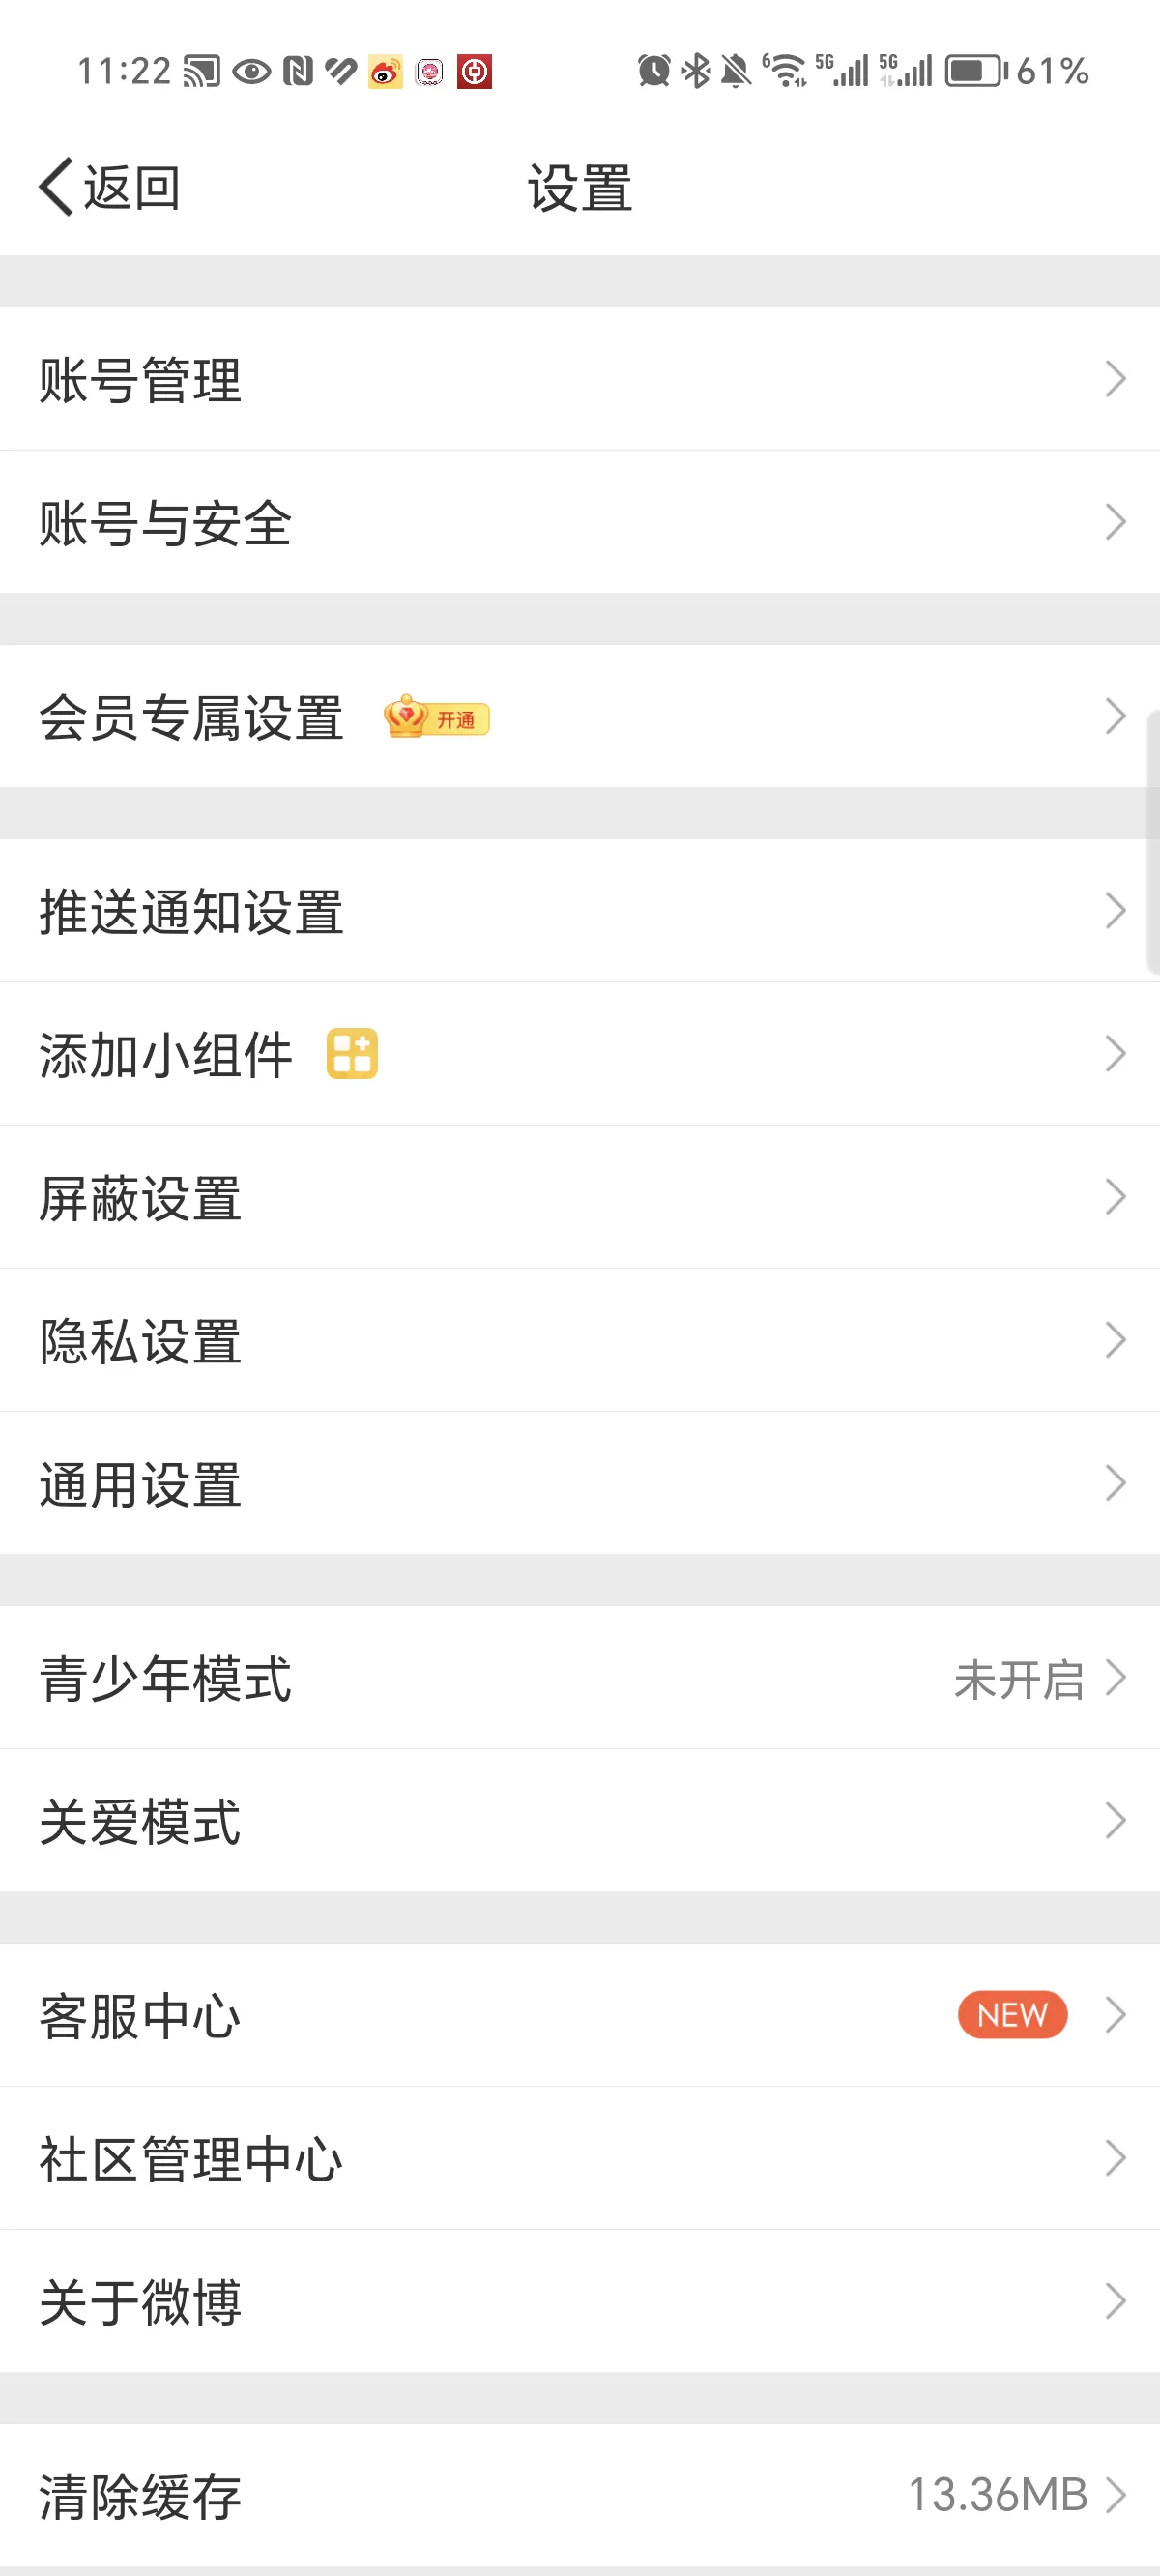 11:22 6 5G 5G 61%
返回 设置
账号管理
账号与安全
会员专属设置 开通
推送通知设置
添加小组件
屏蔽设置
隐私设置
通用设置
青少年模式 未开启
关爱模式
客服中心 NEW
社区管理中心
关于微博
清除缓存 13.36MB